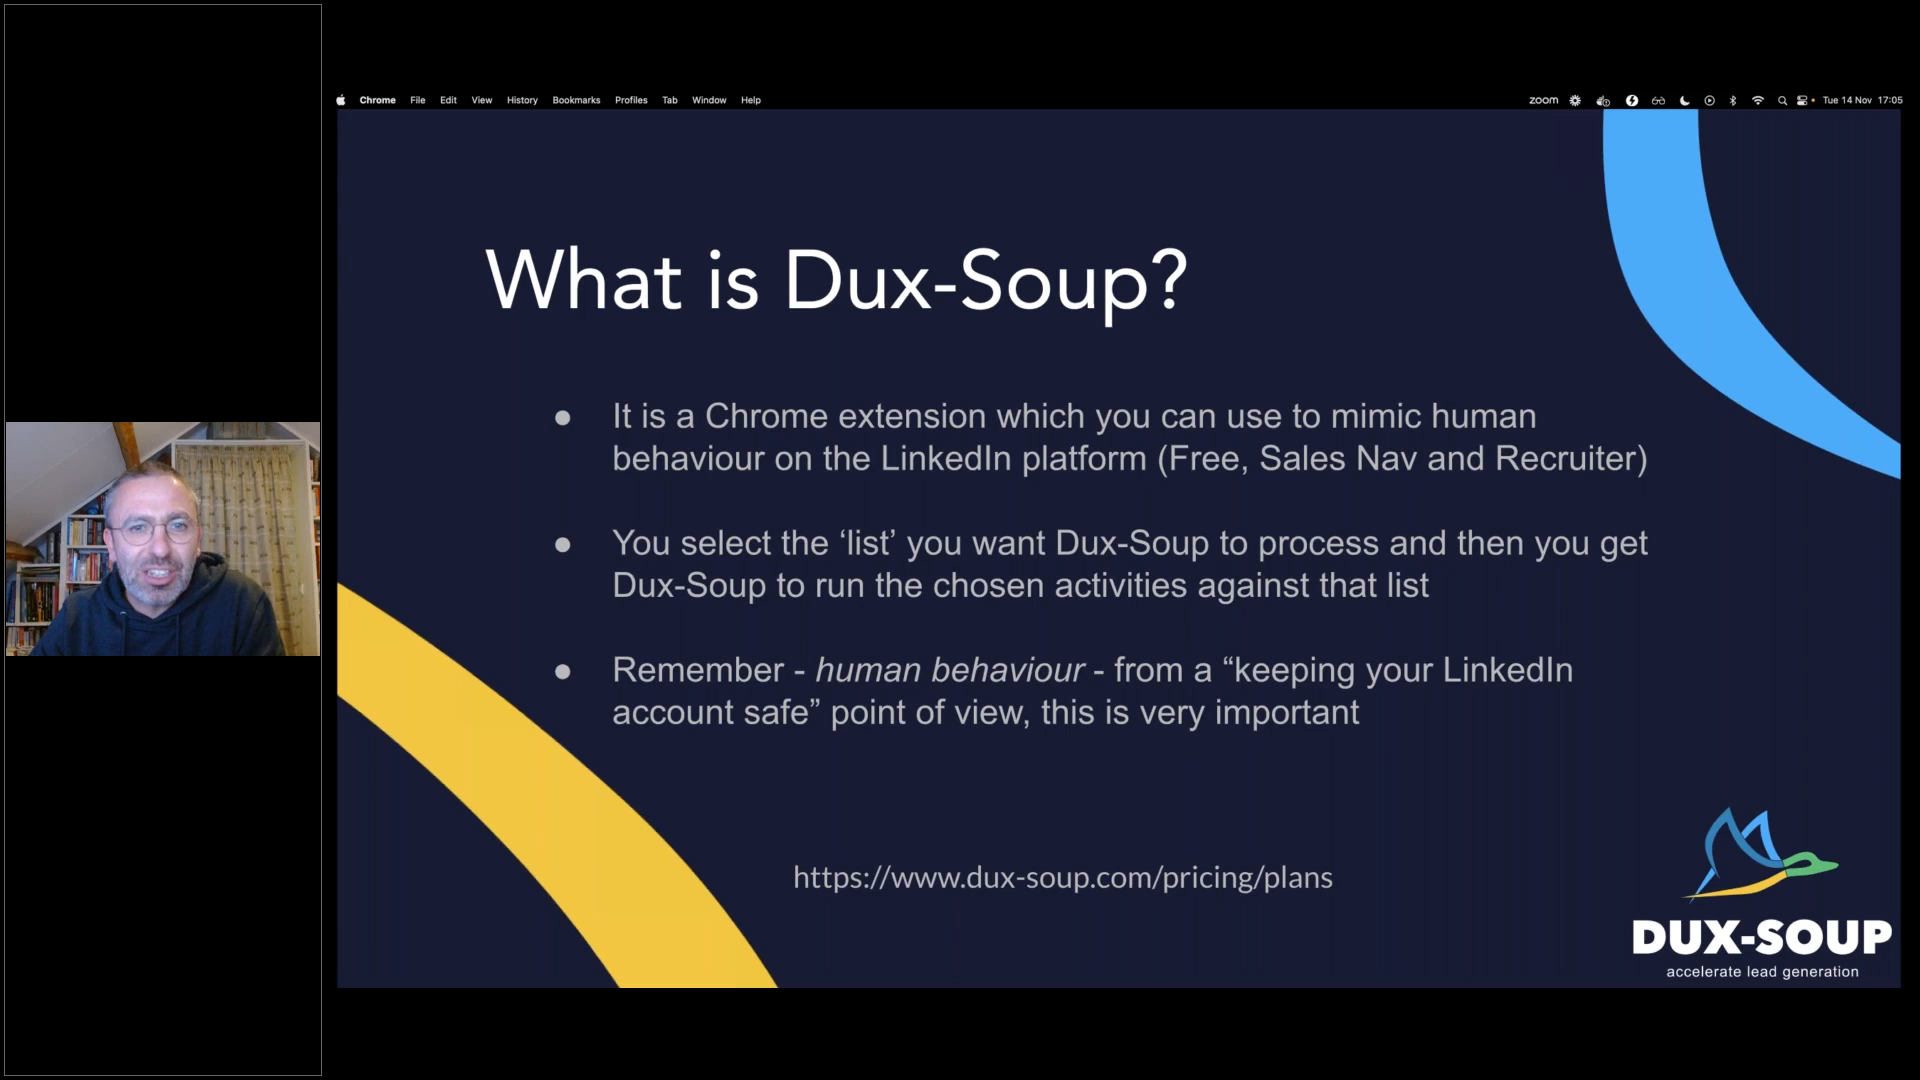 Chrome File Edit View History Bookmarks Profiles Tab Window Help
zoom Tue 14 Nov 17:05
What is Dux-Soup?
● It is a Chrome extension which you can use to mimic human
behaviour on the LinkedIn platform (Free, Sales Nav and Recruiter)
● You select the ‘list’ you want Dux-Soup to process and then you get
Dux-Soup to run the chosen activities against that list
● Remember - human behaviour - from a “keeping your LinkedIn
account safe” point of view, this is very important
https://www.dux-soup.com/pricing/plans
DUX-SOUP
accelerate lead generation